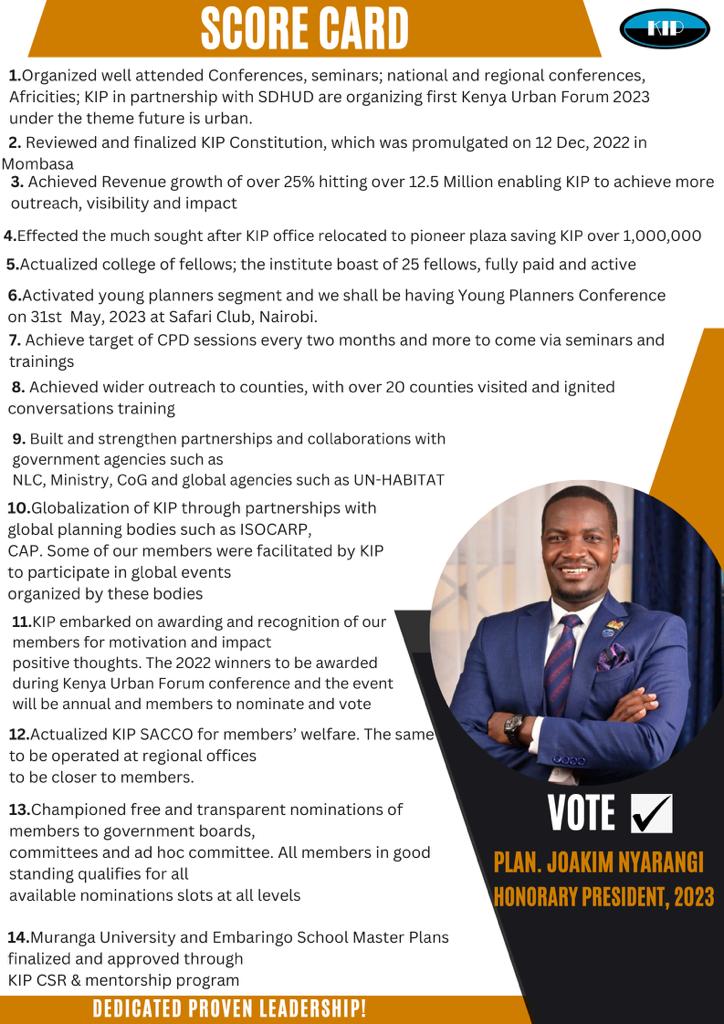 SCORE CARD
KIP
1.Organized well attended Conferences, seminars; national and regional conferences,
Africities; KIP in partnership with SDHUD are organizing first Kenya Urban Forum 2023
under the theme future is urban.
2. Reviewed and finalized KIP Constitution, which was promulgated on 12 Dec, 2022 in
Mombasa
3. Achieved Revenue growth of over 25% hitting over 12.5 Million enabling KIP to achieve more
outreach, visibility and impact
4.Effected the much sought after KIP office relocated to pioneer plaza saving KIP over 1,000,000
5.Actualized college of fellows; the institute boast of 25 fellows, fully paid and active
6.Activated young planners segment and we shall be having Young Planners Conference
on 31st May, 2023 at Safari Club, Nairobi.
7. Achieve target of CPD sessions every two months and more to come via seminars and
trainings
8. Achieved wider outreach to counties, with over 20 counties visited and ignited
conversations training
9. Built and strengthen partnerships and collaborations with
government agencies such as
NLC, Ministry, CoG and global agencies such as UN-HABITAT
10.Globalization of KIP through partnerships with
global planning bodies such as ISOCARP,
CAP. Some of our members were facilitated by KIP
to participate in global events
organized by these bodies
11.KIP embarked on awarding and recognition of our
members for motivation and impact
positive thoughts. The 2022 winners to be awarded
during Kenya Urban Forum conference and the event
will be annual and members to nominate and vote
12.Actualized KIP SACCO for members’ welfare. The same
to be operated at regional offices
to be closer to members.
13.Championed free and transparent nominations of
members to government boards,
committees and ad hoc committee. All members in good
standing qualifies for all
available nominations slots at all levels
14.Muranga University and Embaringo School Master Plans
finalized and approved through
KIP CSR & mentorship program
VOTE
PLAN. JOAKIM NYARANGI
HONORARY PRESIDENT, 2023
DEDICATED PROVEN LEADERSHIP!